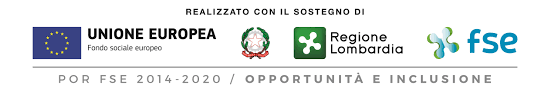 REALIZZATO CON IL SOSTEGNO DI
UNIONE EUROPEA
Fondo sociale europeo
Regione
Lombardia
fse
POR FSE 2014-2020 / OPPORTUNITÀ E INCLUSIONE